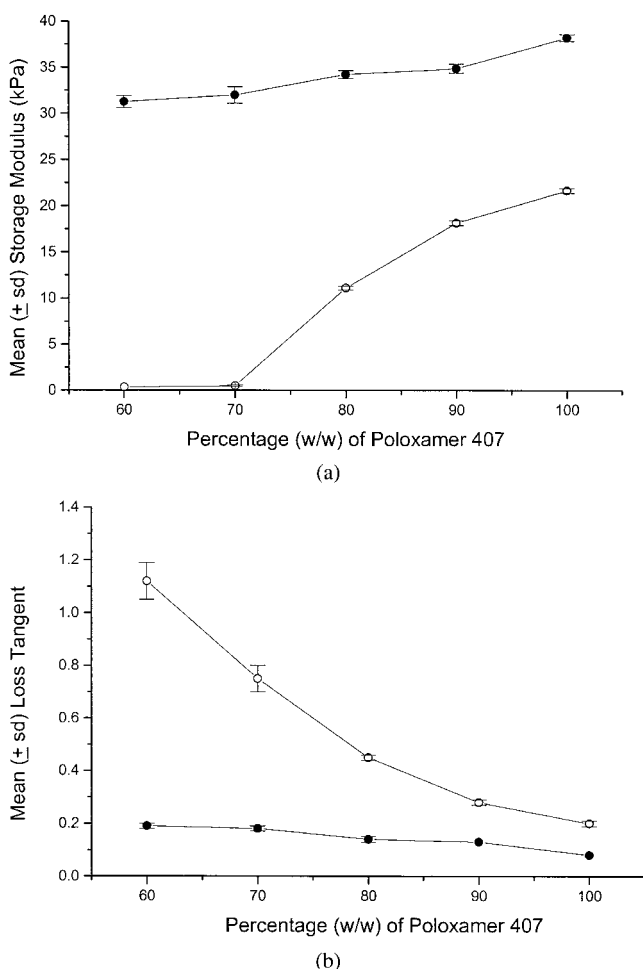 Mean (± sd) Storage Modulus (kPa)
40
35
30
25
20
15
10
5
0
60 70 80 90 100
Percentage (w/w) of Poloxamer 407
(a)
Mean (± sd) Loss Tangent
1.4
1.2
1.0
0.8
0.6
0.4
0.2
0.0
60 70 80 90 100
Percentage (w/w) of Poloxamer 407
(b)